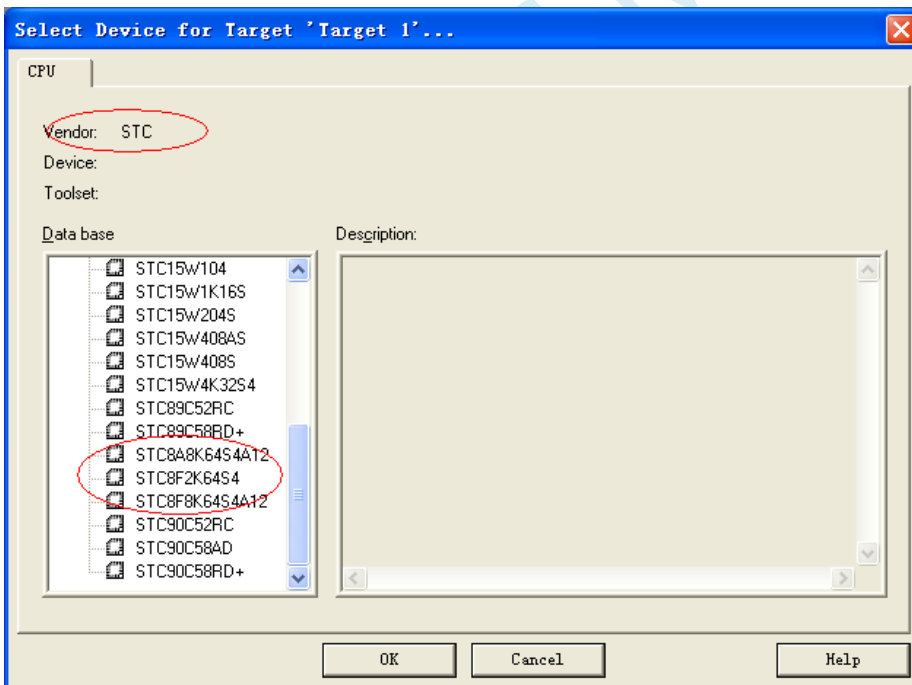 Select Device for Target 'Target 1'...
CPU
Vendor: STC
Device:
Toolset:
Data base
Description:
STC15W104
STC15W1K16S
STC15W204S
STC15W408AS
STC15W408S
STC15W4K32S4
STC89C52RC
STC89C58RD+
STC8A8K64S4A12
STC8F2K64S4
STC8F8K64S4A12
STC90C52RC
STC90C58AD
STC90C58RD+
OK
Cancel
Help